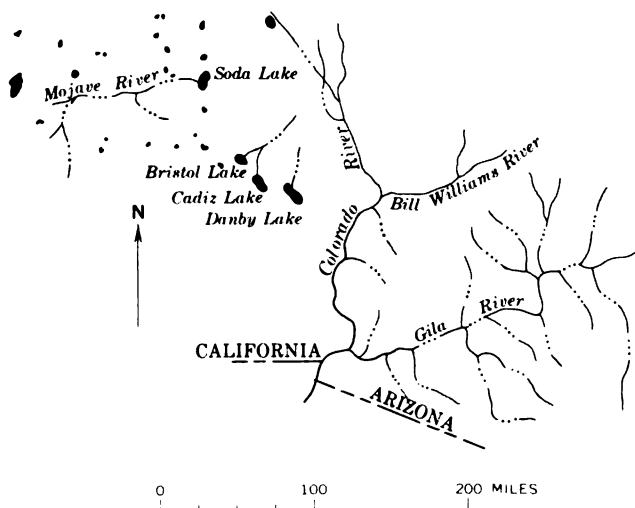 Mojave River
Soda Lake
Bristol Lake
Cadiz Lake
Danby Lake
N
Colorado River
Bill Williams River
Gila River
CALIFORNIA
ARIZONA
0 100 200 MILES